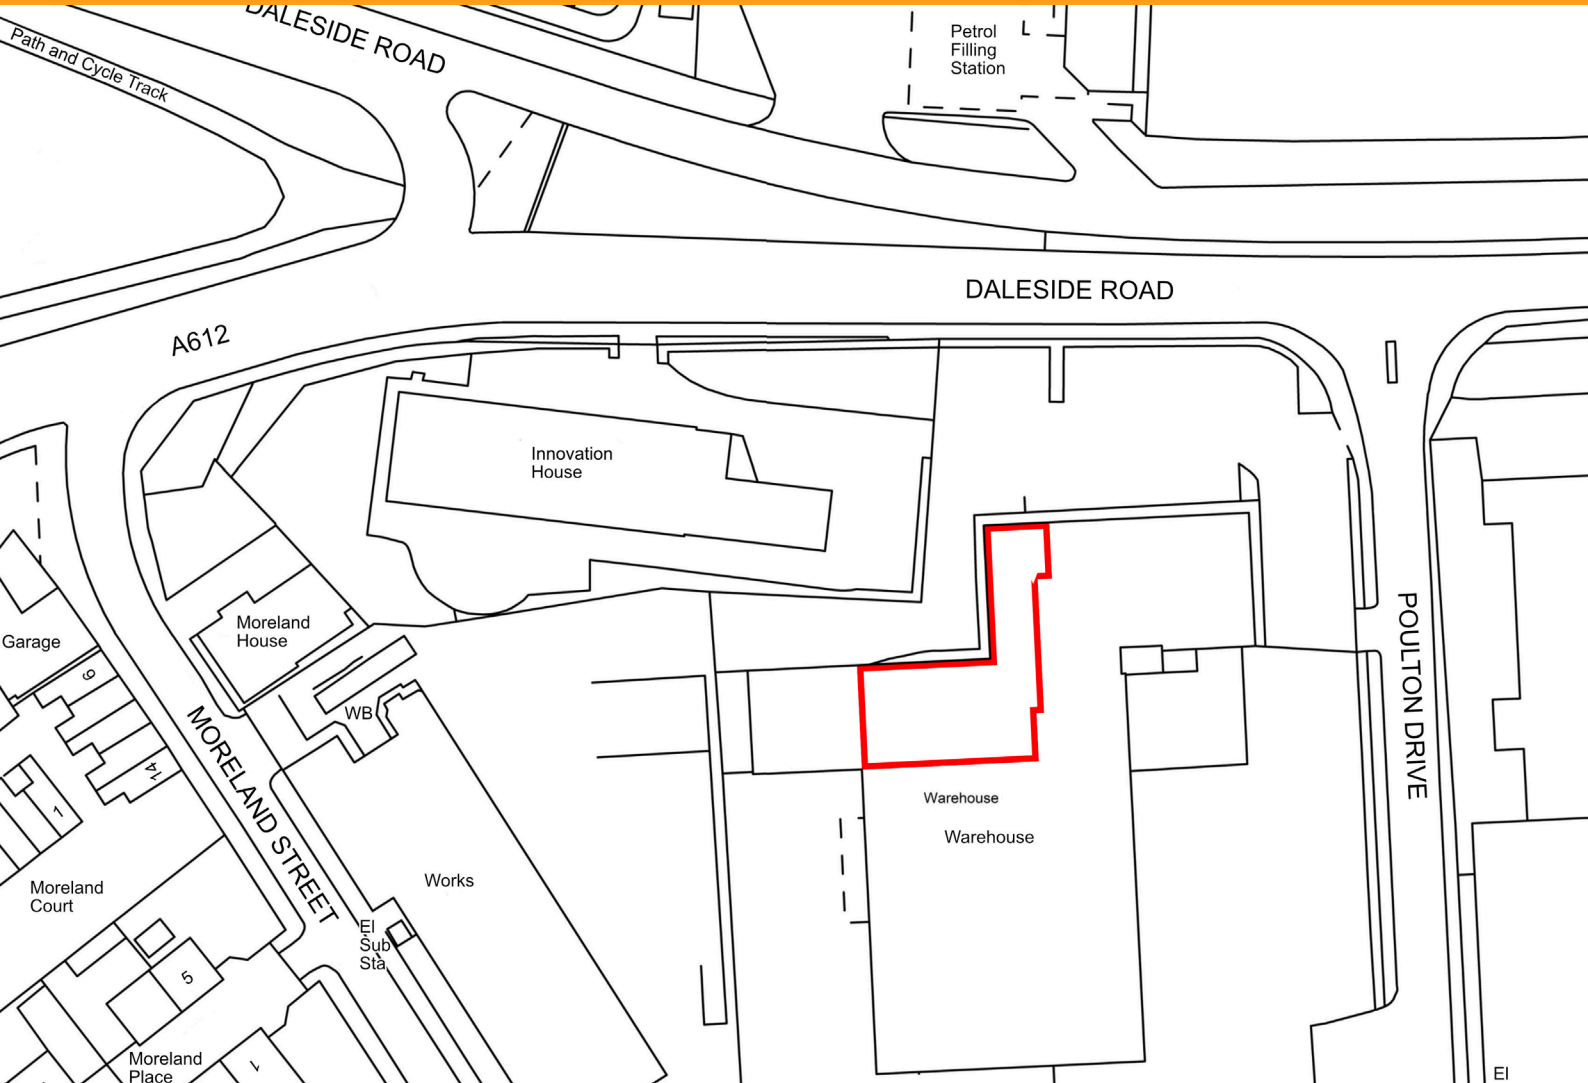 DALESIDE ROAD
Path and Cycle Track
Petrol
Filling
Station
DALESIDE ROAD
A612
Innovation
House
Moreland
House
Garage
9
WB
14
1
MORELAND STREET
POULTON DRIVE
Warehouse
Warehouse
Works
Moreland
Court
El
Sub
Sta
5
Moreland
Place
1
El